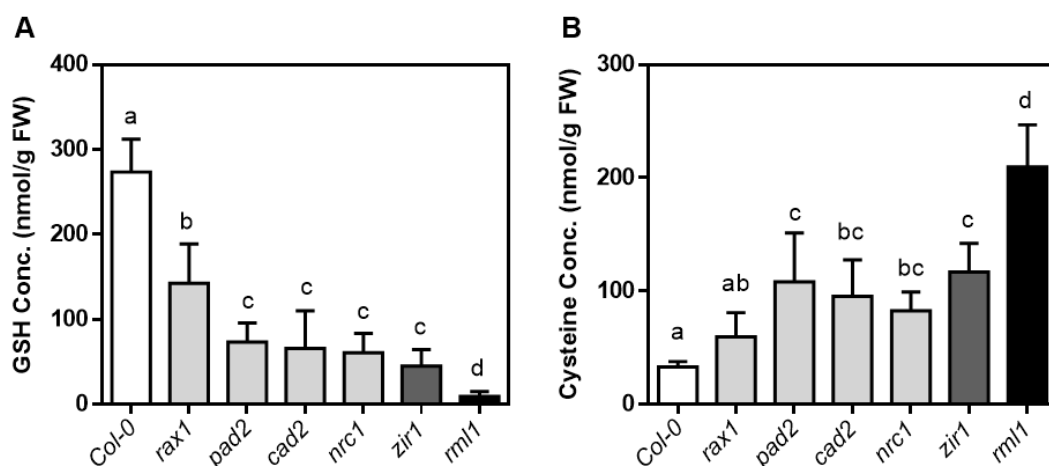 A
GSH Conc. (nmol/g FW)
400
300
200
100
0
a
b
c
c
c
c
d
Col-0
rax1
pad2
cad2
nrc1
zir1
rml1
B
Cysteine Conc. (nmol/g FW)
300
200
100
0
a
ab
c
bc
bc
c
d
Col-0
rax1
pad2
cad2
nrc1
zir1
rml1